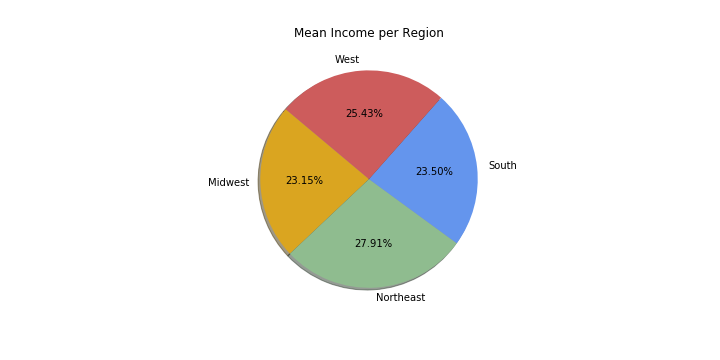 Mean Income per Region
West
25.43%
South
23.50%
Midwest
23.15%
27.91%
Northeast